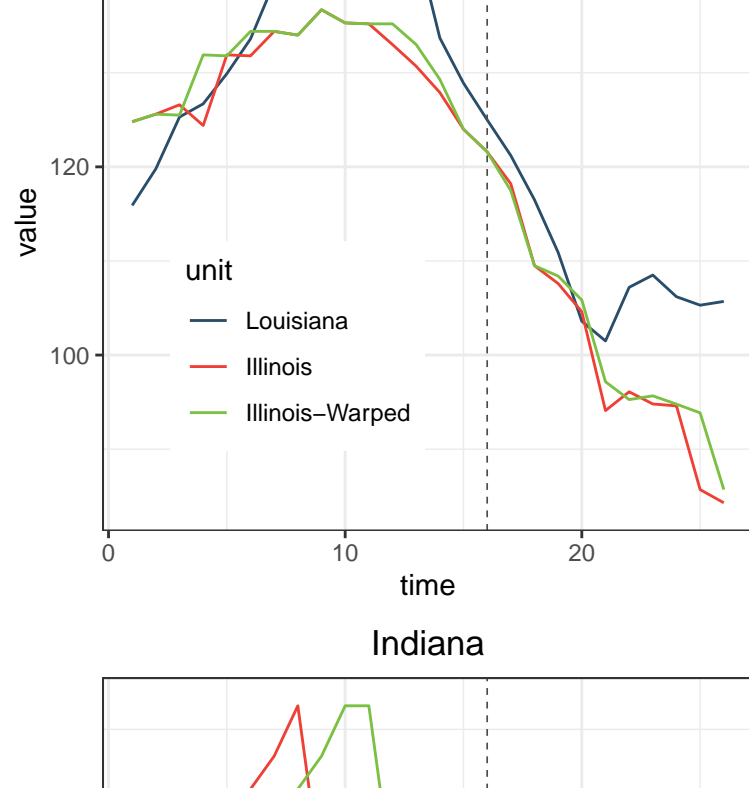 120
value
unit
Louisiana
Illinois
Illinois−Warped
100
0 10 20
time
Indiana